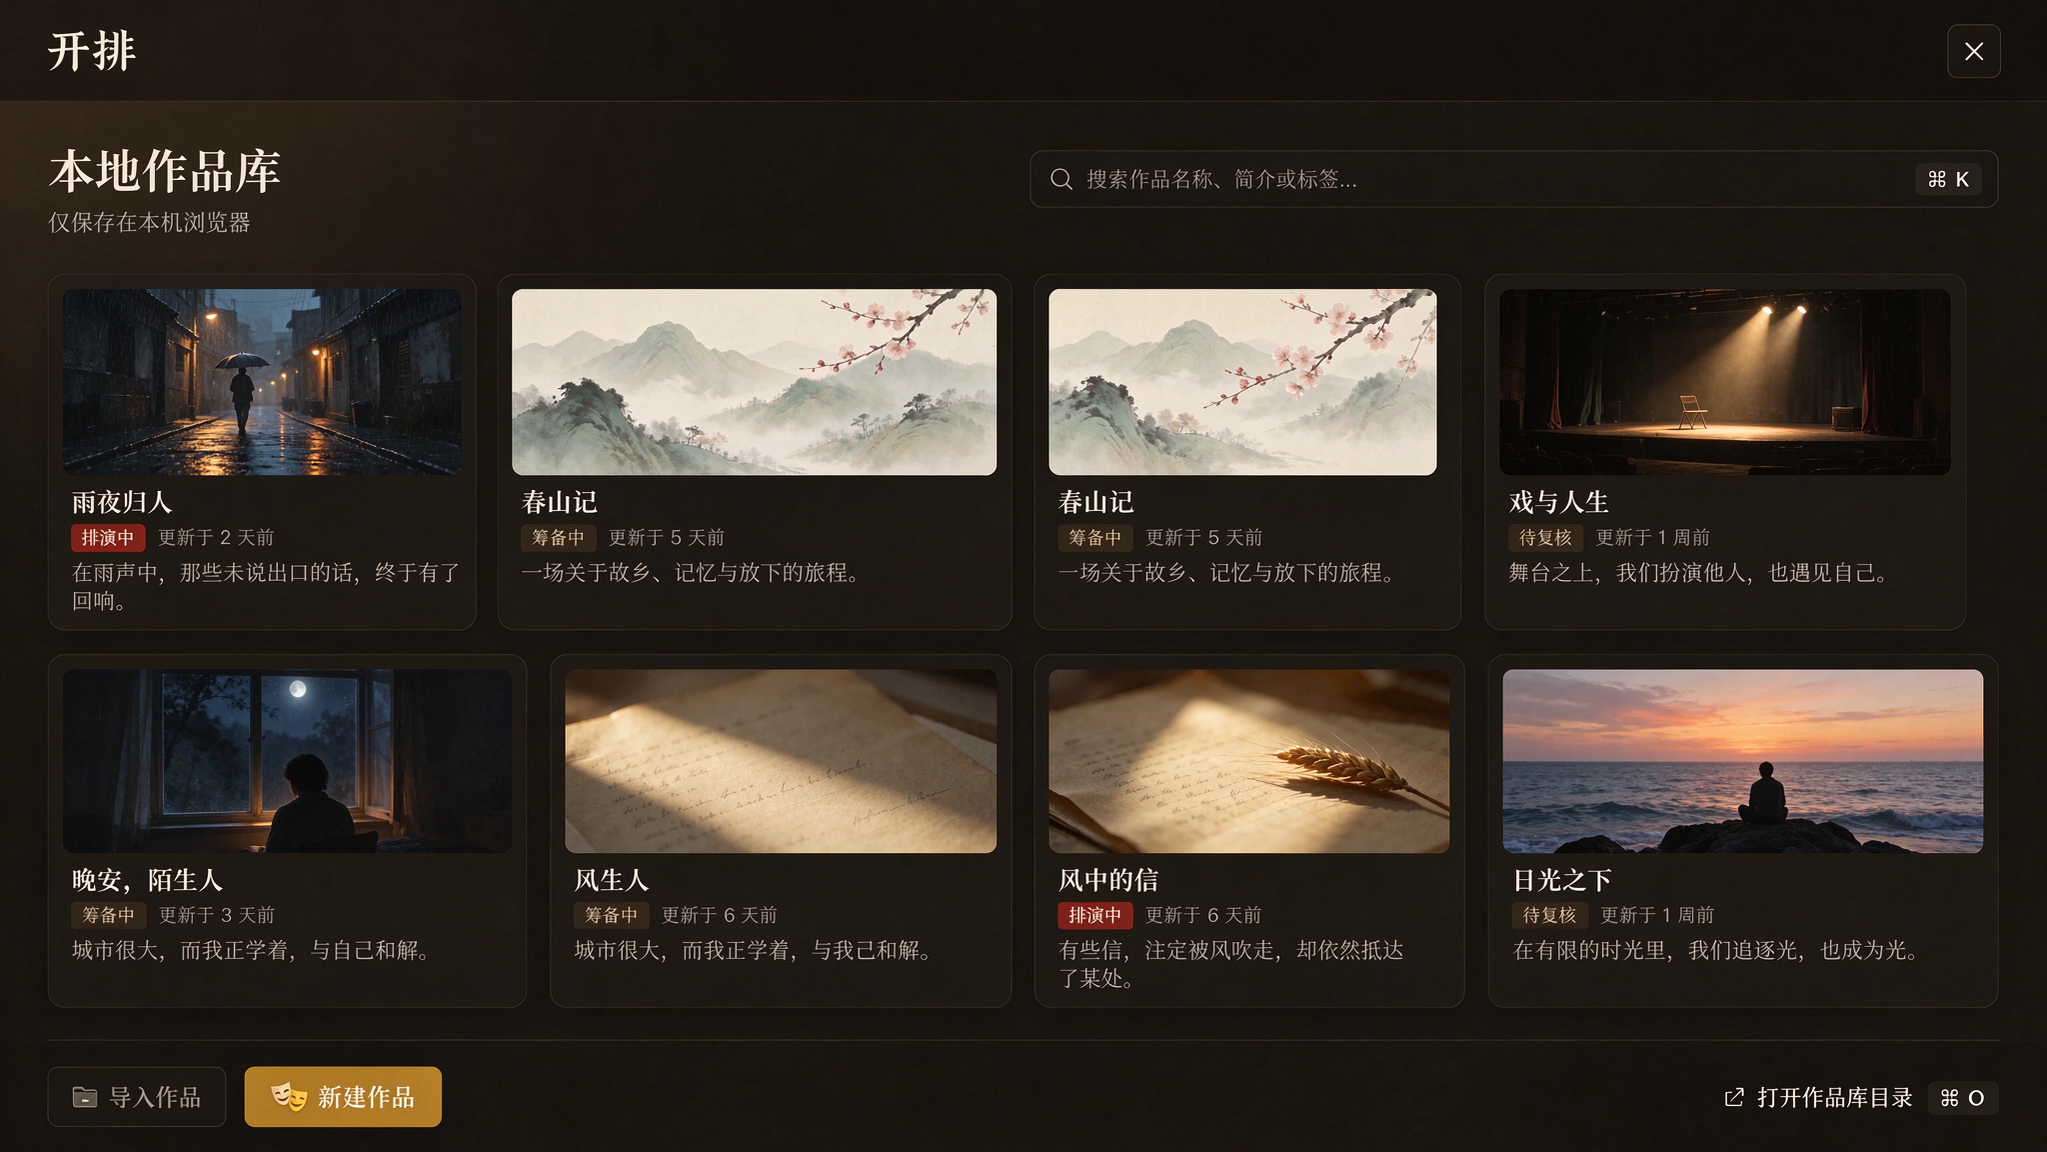 开排
本地作品库
仅保存在本机浏览器
搜索作品名称、简介或标签...
⌘ K
雨夜归人
排演中 更新于 2 天前
在雨声中，那些未说出口的话，终于有了
回响。
春山记
筹备中 更新于 5 天前
一场关于故乡、记忆与放下的旅程。
春山记
筹备中 更新于 5 天前
一场关于故乡、记忆与放下的旅程。
戏与人生
待复核 更新于 1 周前
舞台之上，我们扮演他人，也遇见自己。
晚安，陌生人
筹备中 更新于 3 天前
城市很大，而我正学着，与自己和解。
风生人
筹备中 更新于 6 天前
城市很大，而我正学着，与我己和解。
风中的信
排演中 更新于 6 天前
有些信，注定被风吹走，却依然抵达
了某处。
日光之下
待复核 更新于 1 周前
在有限的时光里，我们追逐光，也成为光。
导入作品
新建作品
打开作品库目录 ⌘ O